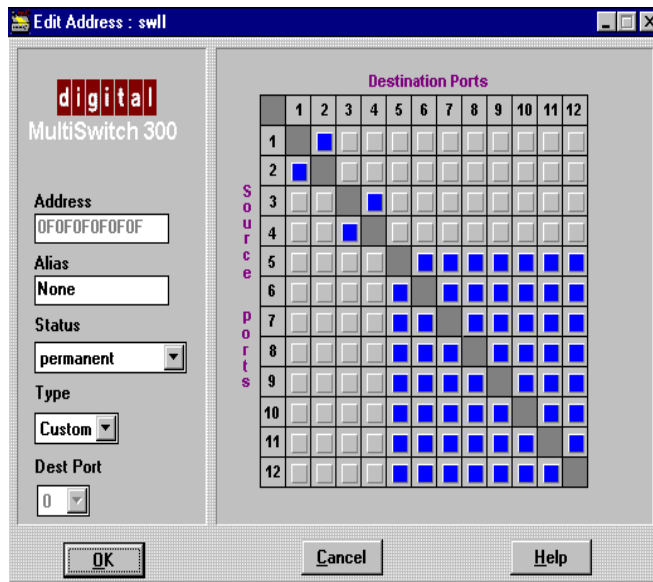 Edit Address : swll
digital
MultiSwitch 300
Address
0F0F0F0F0F0F
Alias
None
Status
permanent
Type
Custom
Dest Port
0
Destination Ports
1 2 3 4 5 6 7 8 9 10 11 12
Source ports
1
2
3
4
5
6
7
8
9
10
11
12
OK
Cancel
Help